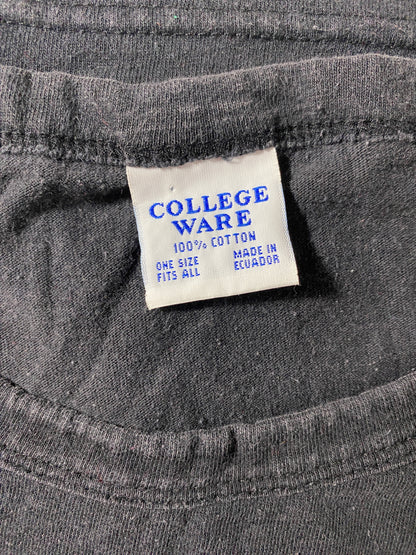 COLLEGE
WARE
100% COTTON
ONE SIZE MADE IN
FITS ALL ECUADOR